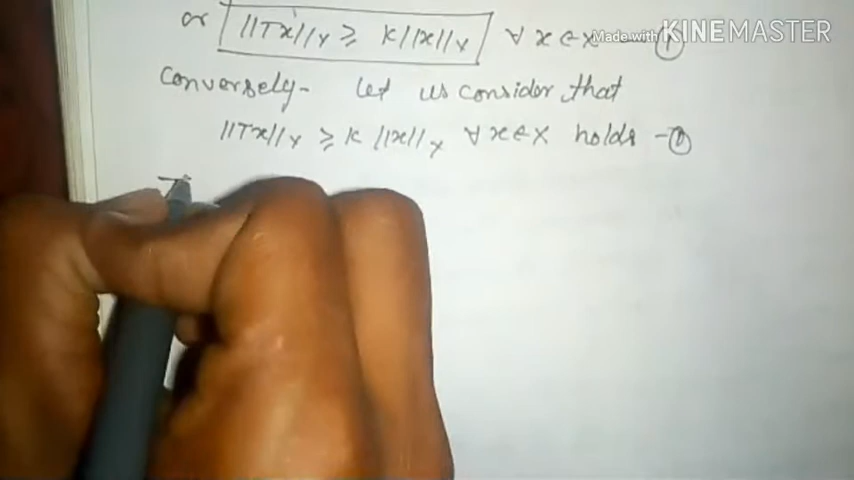 or ||Tx||y ≥ K||x||x ∀ x ∈ X —①
Made with KINEMASTER
Conversely- let us consider that
||Tx||y ≥ K ||x||x ∀ x ∈ X holds -①